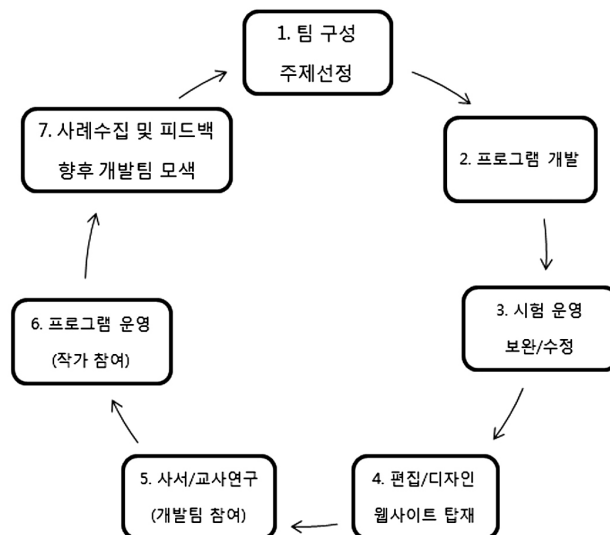 1. 팀 구성
주제선정
2. 프로그램 개발
3. 시험 운영
보완/수정
4. 편집/디자인
웹사이트 탑재
5. 사서/교사연구
(개발팀 참여)
6. 프로그램 운영
(작가 참여)
7. 사례수집 및 피드백
향후 개발팀 모색